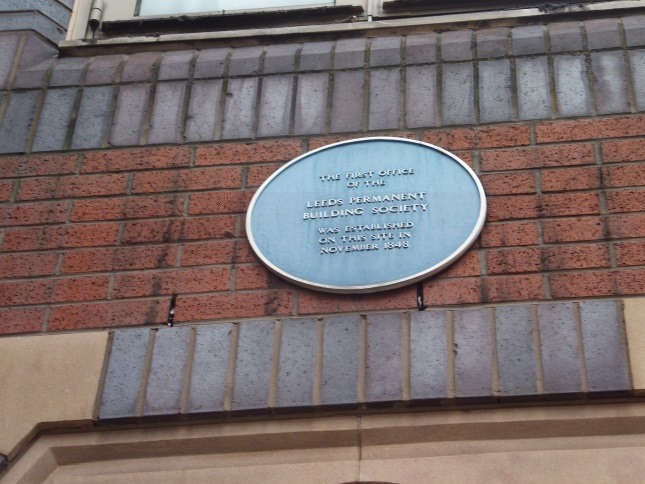 THE FIRST OFFICE
OF THE
LEEDS PERMANENT
BUILDING SOCIETY
WAS ESTABLISHED
ON THIS SITE IN
NOVEMBER 1848